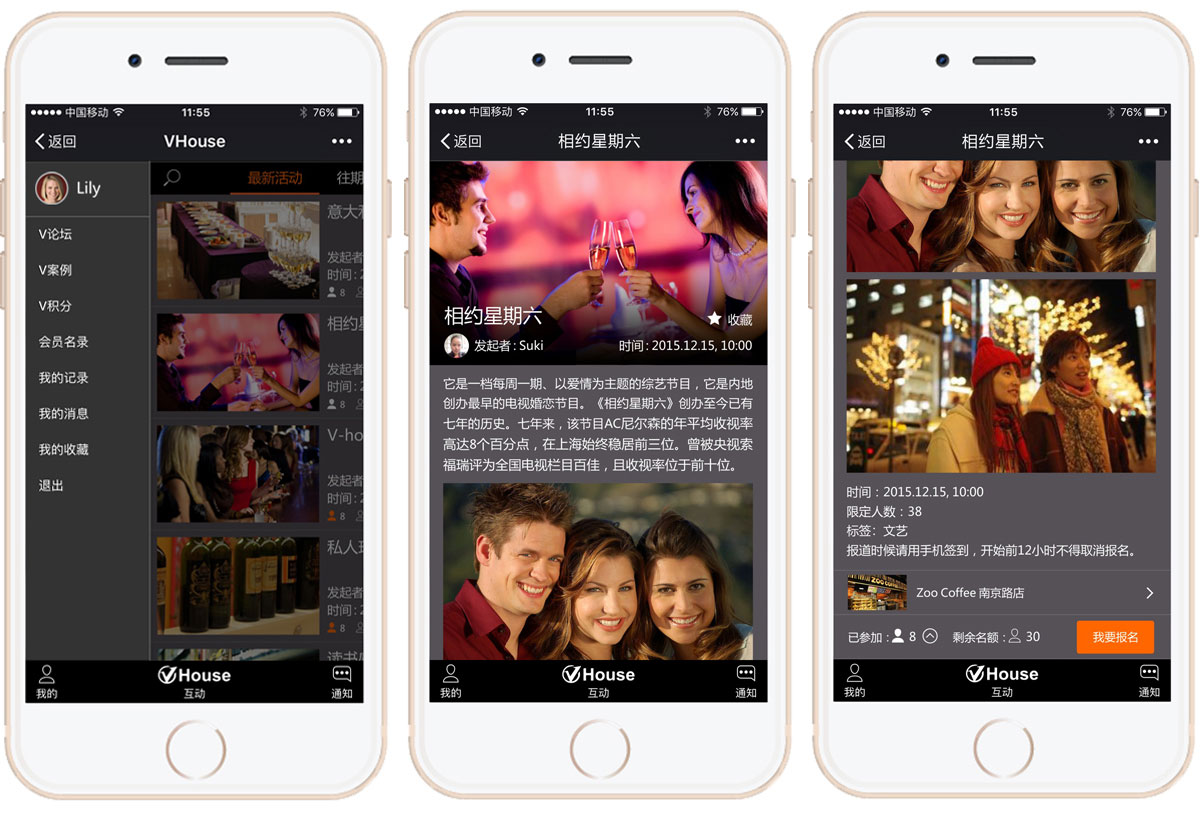 中国移动 11:55 76%
返回 VHouse
Lily
最新活动 往期
V论坛
V案例
V积分
会员名录
我的记录
我的消息
我的收藏
退出
意大利
发起者
时间：2
8
相约星
发起者
时间：2
8
V-ho
发起者
时间：2
8
私人
发起者
时间：2
8
读书
我的 VHouse 互动 通知
中国移动 11:55 76%
返回 相约星期六
相约星期六
收藏
发起者：Suki 时间：2015.12.15, 10:00
它是一档每周一期、以爱情为主题的综艺节目，它是内地
创办最早的电视婚恋节目。《相约星期六》创办至今已有
七年的历史。七年来，该节目AC尼尔森的年平均收视率
高达8个百分点，在上海始终稳居前三位。曾被央视索
福瑞评为全国电视栏目百佳，且收视率位于前十位。
我的 VHouse 互动 通知
中国移动 11:55 76%
返回 相约星期六
时间：2015.12.15, 10:00
限定人数：38
标签：文艺
报道时候请用手机签到，开始前12小时不得取消报名。
ZOO COFFEE
Zoo Coffee 南京路店
已参加：8 剩余名额：30 我要报名
我的 VHouse 互动 通知